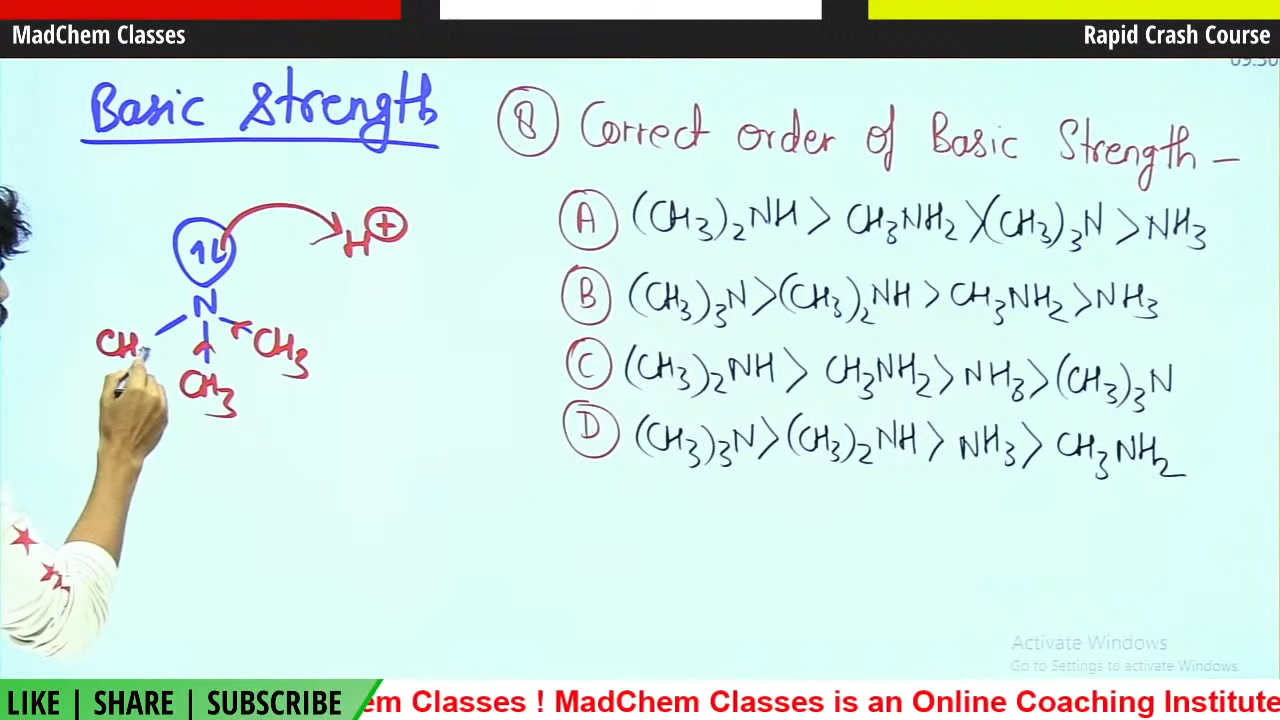 MadChem Classes
Rapid Crash Course
Basic Strength
Q Correct order of Basic Strength –
1L H +
N
CH
CH3
CH3
A (CH3)2NH > CH3NH2 > (CH3)3N > NH3
B (CH3)3N > (CH3)2NH > CH3NH2 > NH3
C (CH3)2NH > CH3NH2 > NH3 > (CH3)3N
D (CH3)3N > (CH3)2NH > NH3 > CH3NH2
Activate Windows
Go to Settings to activate Windows.
LIKE | SHARE | SUBSCRIBE
em Classes ! MadChem Classes is an Online Coaching Institute